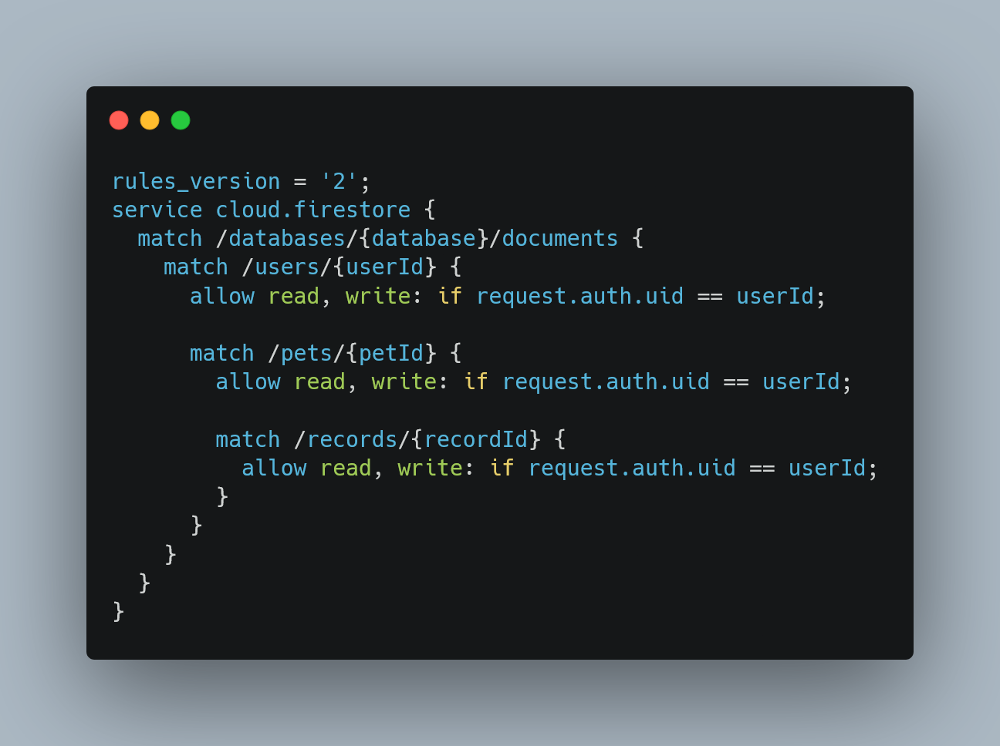 rules_version = '2';
service cloud.firestore {
  match /databases/{database}/documents {
    match /users/{userId} {
      allow read, write: if request.auth.uid == userId;

      match /pets/{petId} {
        allow read, write: if request.auth.uid == userId;

        match /records/{recordId} {
          allow read, write: if request.auth.uid == userId;
        }
      }
    }
  }
}